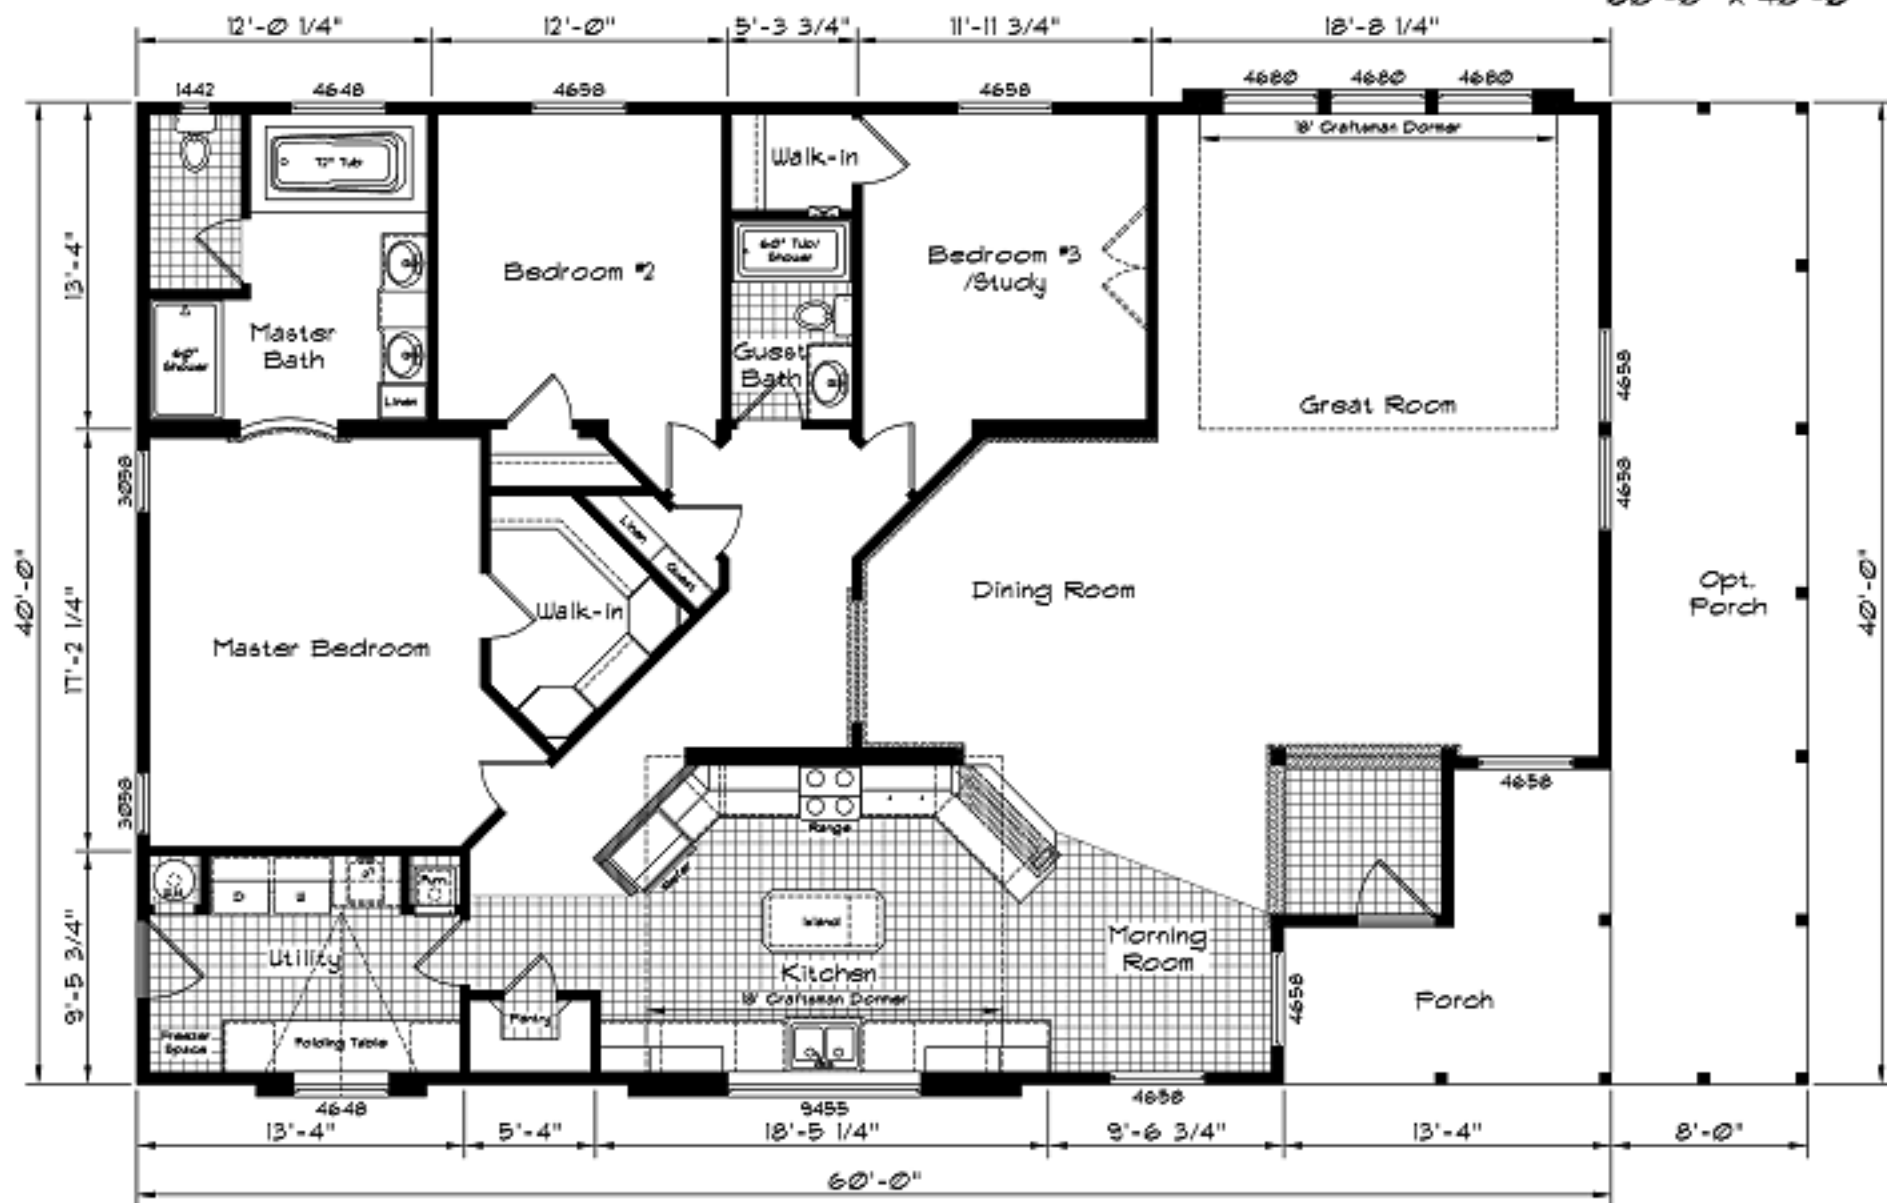 12'-0 1/4"
12'-0"
5'-3 3/4"
11'-11 3/4"
18'-8 1/4"
1442
4648
4658
4658
4680
4680
4680
18' Craftsman Dormer
72" Tub
Walk-in
60" Tub/
Shower
Bedroom #2
Bedroom #3
/Study
13'-4"
Master
Bath
60"
Shower
Linen
Guest
Bath
Great Room
4658
4658
3058
Linen
Guest
40'-0"
17'-2 1/4"
Walk-in
Dining Room
Opt.
Porch
40'-0"
Master Bedroom
3058
4658
Range
Furn.
D
W
Island
9'-5 3/4"
Utility
Morning
Room
Kitchen
18' Craftsman Dormer
Pantry
4658
Porch
Freezer
Space
Folding Table
4648
9455
4658
13'-4"
5'-4"
18'-5 1/4"
9'-6 3/4"
13'-4"
8'-0"
60'-0"